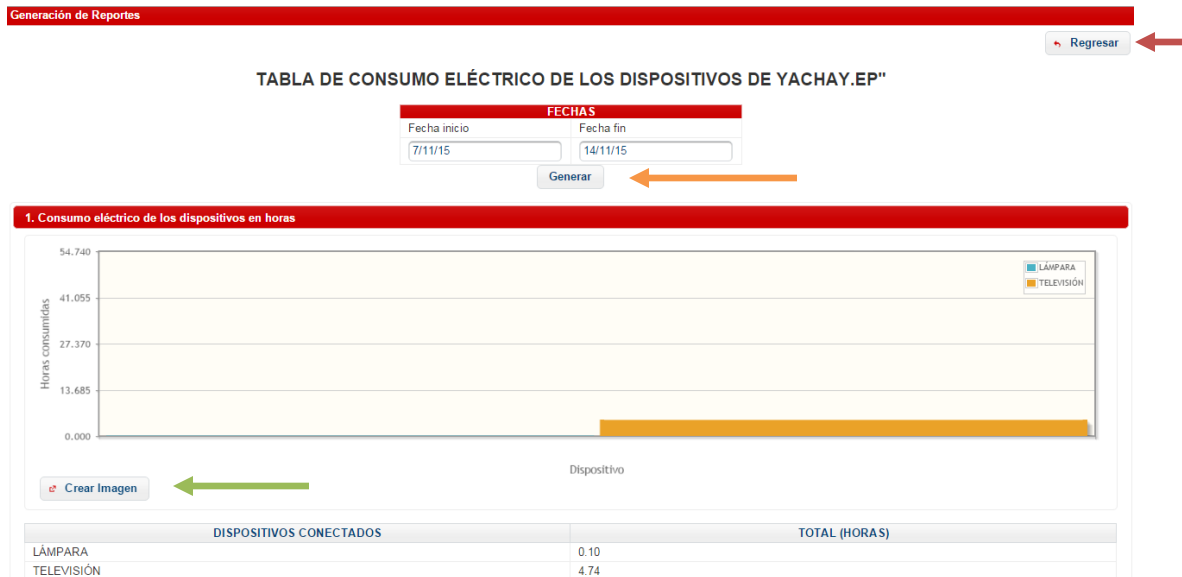 Generación de Reportes
Regresar
TABLA DE CONSUMO ELÉCTRICO DE LOS DISPOSITIVOS DE YACHAY.EP"
FECHAS
Fecha inicio Fecha fin
7/11/15 14/11/15
Generar
1. Consumo eléctrico de los dispositivos en horas
54.740
41.055
27.370
13.685
0.000
Horas consumidas
LÁMPARA
TELEVISIÓN
Dispositivo
Crear Imagen
DISPOSITIVOS CONECTADOS TOTAL (HORAS)
LÁMPARA 0.10
TELEVISIÓN 4.74